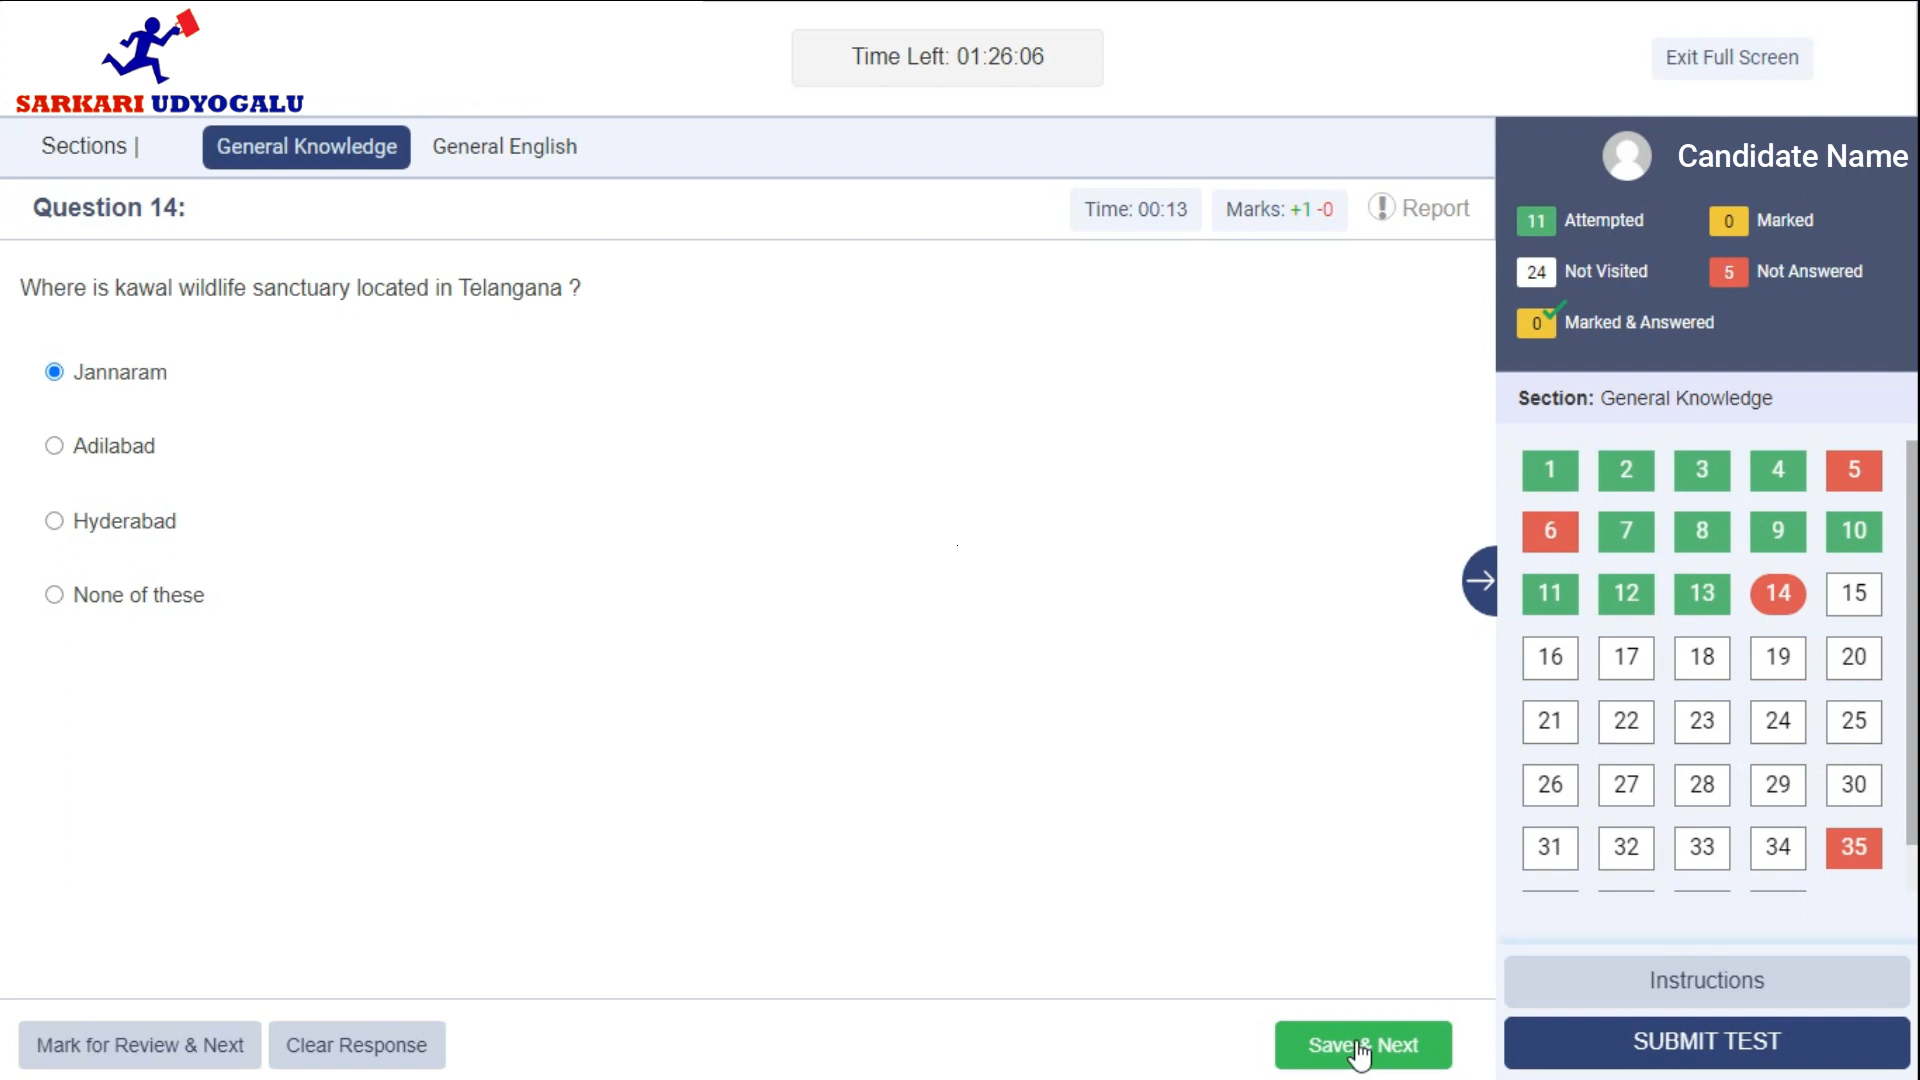 SARKARI UDYOGALU
Time Left: 01:26:06
Exit Full Screen
Sections |
General Knowledge
General English
Question 14:
Time: 00:13
Marks: +1 -0
Report
Where is kawal wildlife sanctuary located in Telangana ?
Jannaram
Adilabad
Hyderabad
None of these
Mark for Review & Next
Clear Response
Save & Next
Candidate Name
11 Attempted
0 Marked
24 Not Visited
5 Not Answered
0 Marked & Answered
Section: General Knowledge
1 2 3 4 5
6 7 8 9 10
11 12 13 14 15
16 17 18 19 20
21 22 23 24 25
26 27 28 29 30
31 32 33 34 35
Instructions
SUBMIT TEST